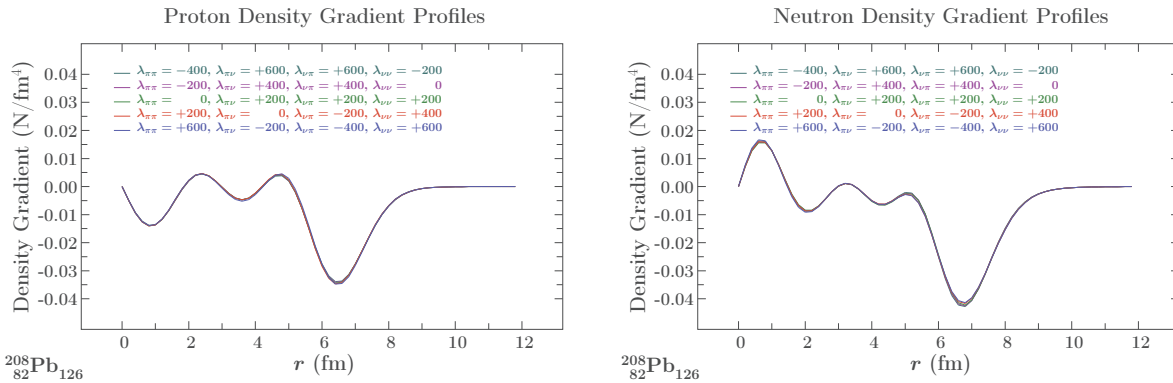 Proton Density Gradient Profiles
Density Gradient (N/fm⁴)
0.04
0.03
0.02
0.01
0.00
-0.01
-0.02
-0.03
-0.04
λππ = −400, λπν = +600, λνπ = +600, λνν = −200
λππ = −200, λπν = +400, λνπ = +400, λνν = 0
λππ = 0, λπν = +200, λνπ = +200, λνν = +200
λππ = +200, λπν = 0, λνπ = −200, λνν = +400
λππ = +600, λπν = −200, λνπ = −400, λνν = +600
0 2 4 6 8 10 12
r (fm)
²⁰⁸₈₂Pb₁₂₆
Neutron Density Gradient Profiles
Density Gradient (N/fm⁴)
0.04
0.03
0.02
0.01
0.00
-0.01
-0.02
-0.03
-0.04
λππ = −400, λπν = +600, λνπ = +600, λνν = −200
λππ = −200, λπν = +400, λνπ = +400, λνν = 0
λππ = 0, λπν = +200, λνπ = +200, λνν = +200
λππ = +200, λπν = 0, λνπ = −200, λνν = +400
λππ = +600, λπν = −200, λνπ = −400, λνν = +600
0 2 4 6 8 10 12
r (fm)
²⁰⁸₈₂Pb₁₂₆